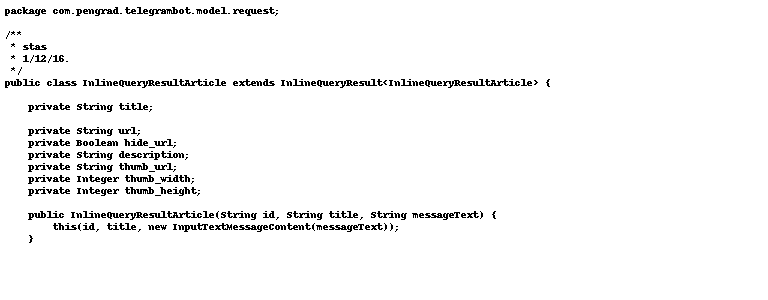 package com.pengrad.telegrambot.model.request;
/**
 * stas
 * 1/12/16.
 */
public class InlineQueryResultArticle extends InlineQueryResult<InlineQueryResultArticle> {
    private String title;
    private String url;
    private Boolean hide_url;
    private String description;
    private String thumb_url;
    private Integer thumb_width;
    private Integer thumb_height;
    public InlineQueryResultArticle(String id, String title, String messageText) {
        this(id, title, new InputTextMessageContent(messageText));
    }